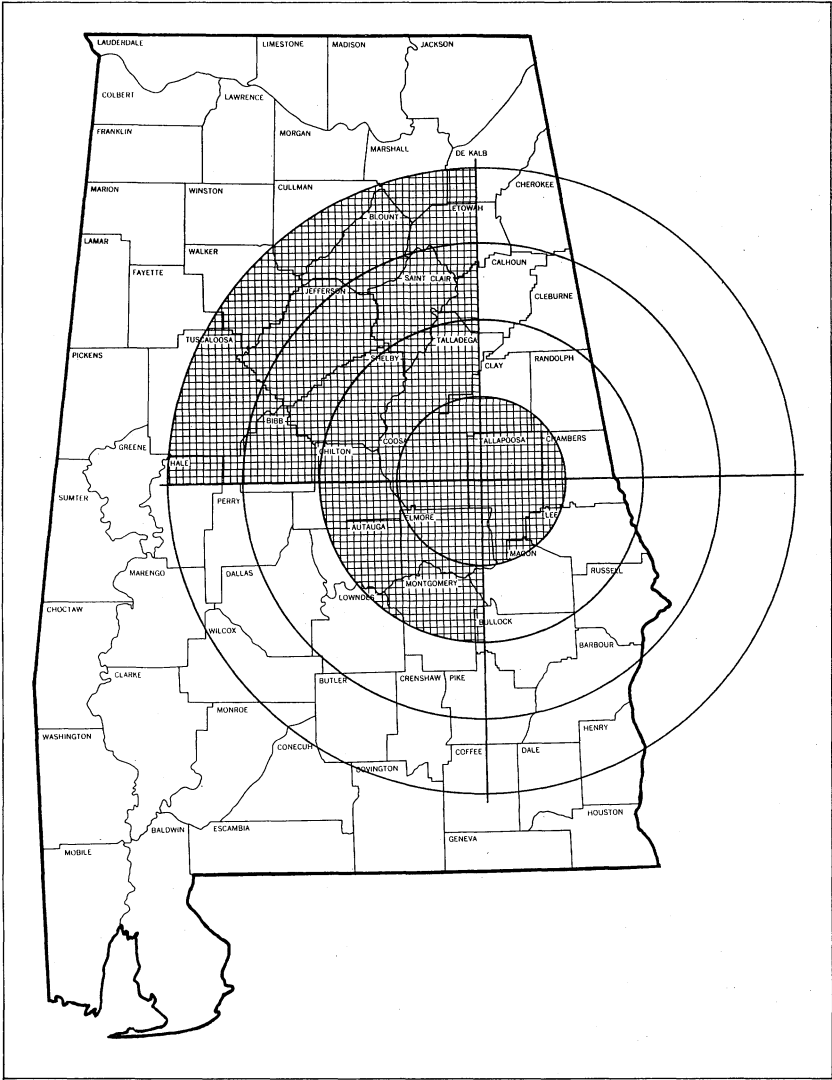 LAUDERDALE
LIMESTONE
MADISON
JACKSON
COLBERT
LAWRENCE
FRANKLIN
MORGAN
MARSHALL
DE KALB
MARION
WINSTON
CULLMAN
CHEROKEE
BLOUNT
ETOWAH
LAMAR
WALKER
FAYETTE
SAINT CLAIR
CALHOUN
JEFFERSON
CLEBURNE
TUSCALOOSA
TALLADEGA
PICKENS
SHELBY
CLAY
RANDOLPH
BIBB
GREENE
COOSA
TALLAPOOSA
CHAMBERS
CHILTON
HALE
SUMTER
PERRY
ELMORE
LEE
AUTAUGA
MACON
MARENGO
DALLAS
RUSSELL
MONTGOMERY
LOWNDES
CHOCTAW
BULLOCK
WILCOX
BARBOUR
CLARKE
BUTLER
CRENSHAW
PIKE
MONROE
HENRY
WASHINGTON
CONECUH
COFFEE
DALE
COVINGTON
HOUSTON
BALDWIN
ESCAMBIA
GENEVA
MOBILE